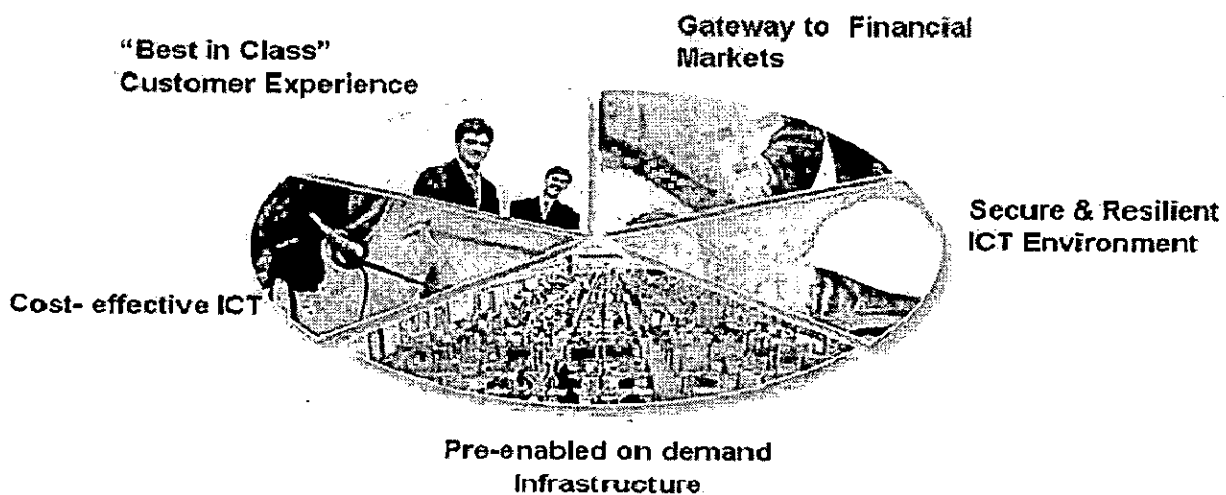 “Best in Class”
Customer Experience
Gateway to Financial
Markets
Secure & Resilient
ICT Environment
Cost- effective ICT
Pre-enabled on demand
Infrastructure